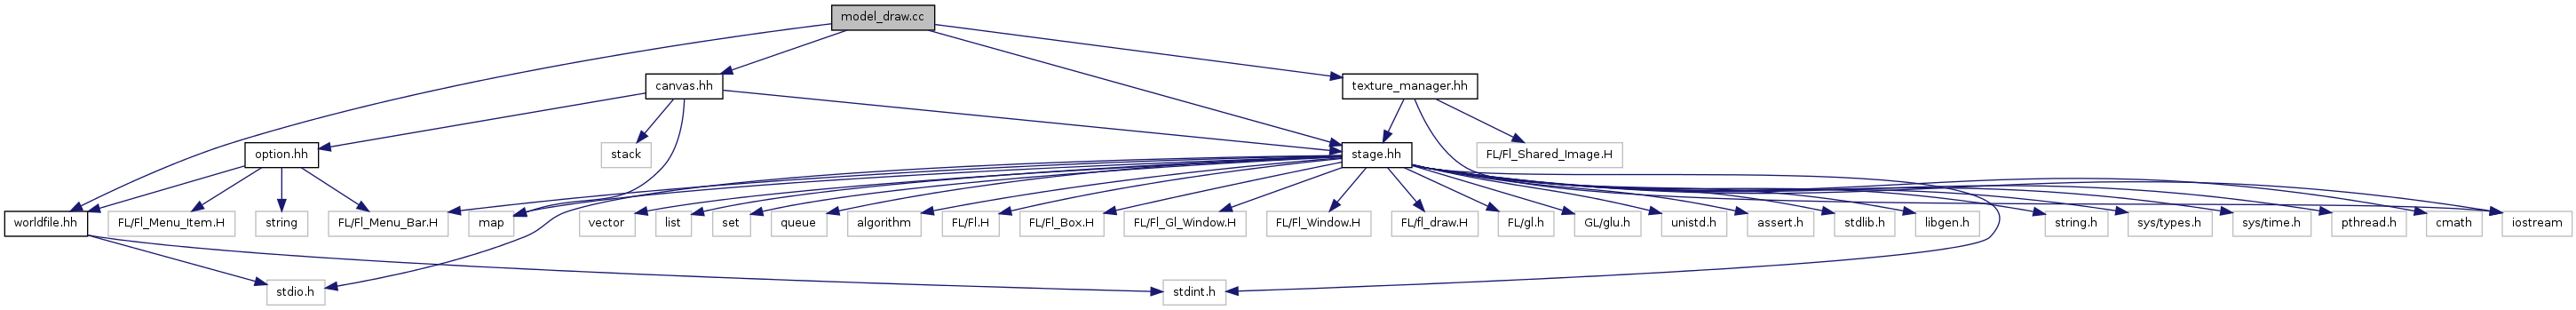 model_draw.cc
canvas.hh
texture_manager.hh
option.hh
stack
stage.hh
FL/Fl_Shared_Image.H
worldfile.hh
FL/Fl_Menu_Item.H
string
FL/Fl_Menu_Bar.H
map
vector
list
set
queue
algorithm
FL/Fl.H
FL/Fl_Box.H
FL/Fl_Gl_Window.H
FL/Fl_Window.H
FL/fl_draw.H
FL/gl.h
GL/glu.h
unistd.h
assert.h
stdlib.h
libgen.h
string.h
sys/types.h
sys/time.h
pthread.h
cmath
iostream
stdio.h
stdint.h